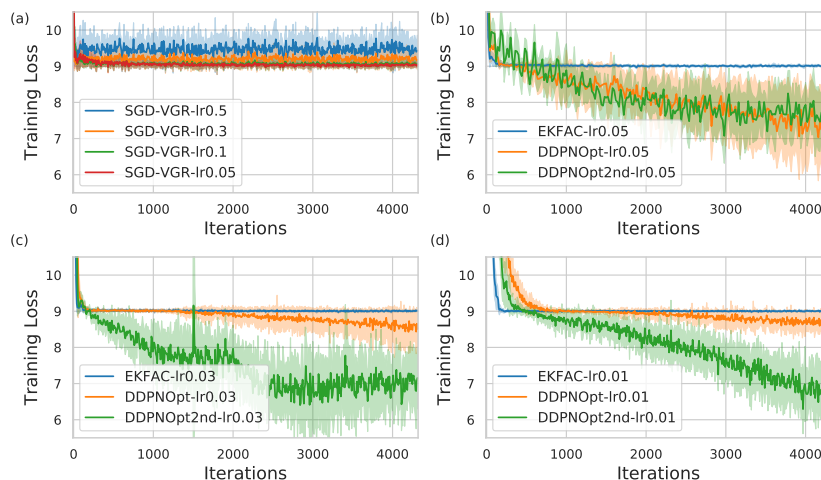 (a)
10
9
8
7
6
Training Loss
SGD-VGR-lr0.5
SGD-VGR-lr0.3
SGD-VGR-lr0.1
SGD-VGR-lr0.05
0 1000 2000 3000 4000
Iterations
(b)
10
9
8
7
6
Training Loss
EKFAC-lr0.05
DDPNOpt-lr0.05
DDPNOpt2nd-lr0.05
0 1000 2000 3000 4000
Iterations
(c)
10
9
8
7
6
Training Loss
EKFAC-lr0.03
DDPNOpt-lr0.03
DDPNOpt2nd-lr0.03
0 1000 2000 3000 4000
Iterations
(d)
10
9
8
7
6
Training Loss
EKFAC-lr0.01
DDPNOpt-lr0.01
DDPNOpt2nd-lr0.01
0 1000 2000 3000 4000
Iterations